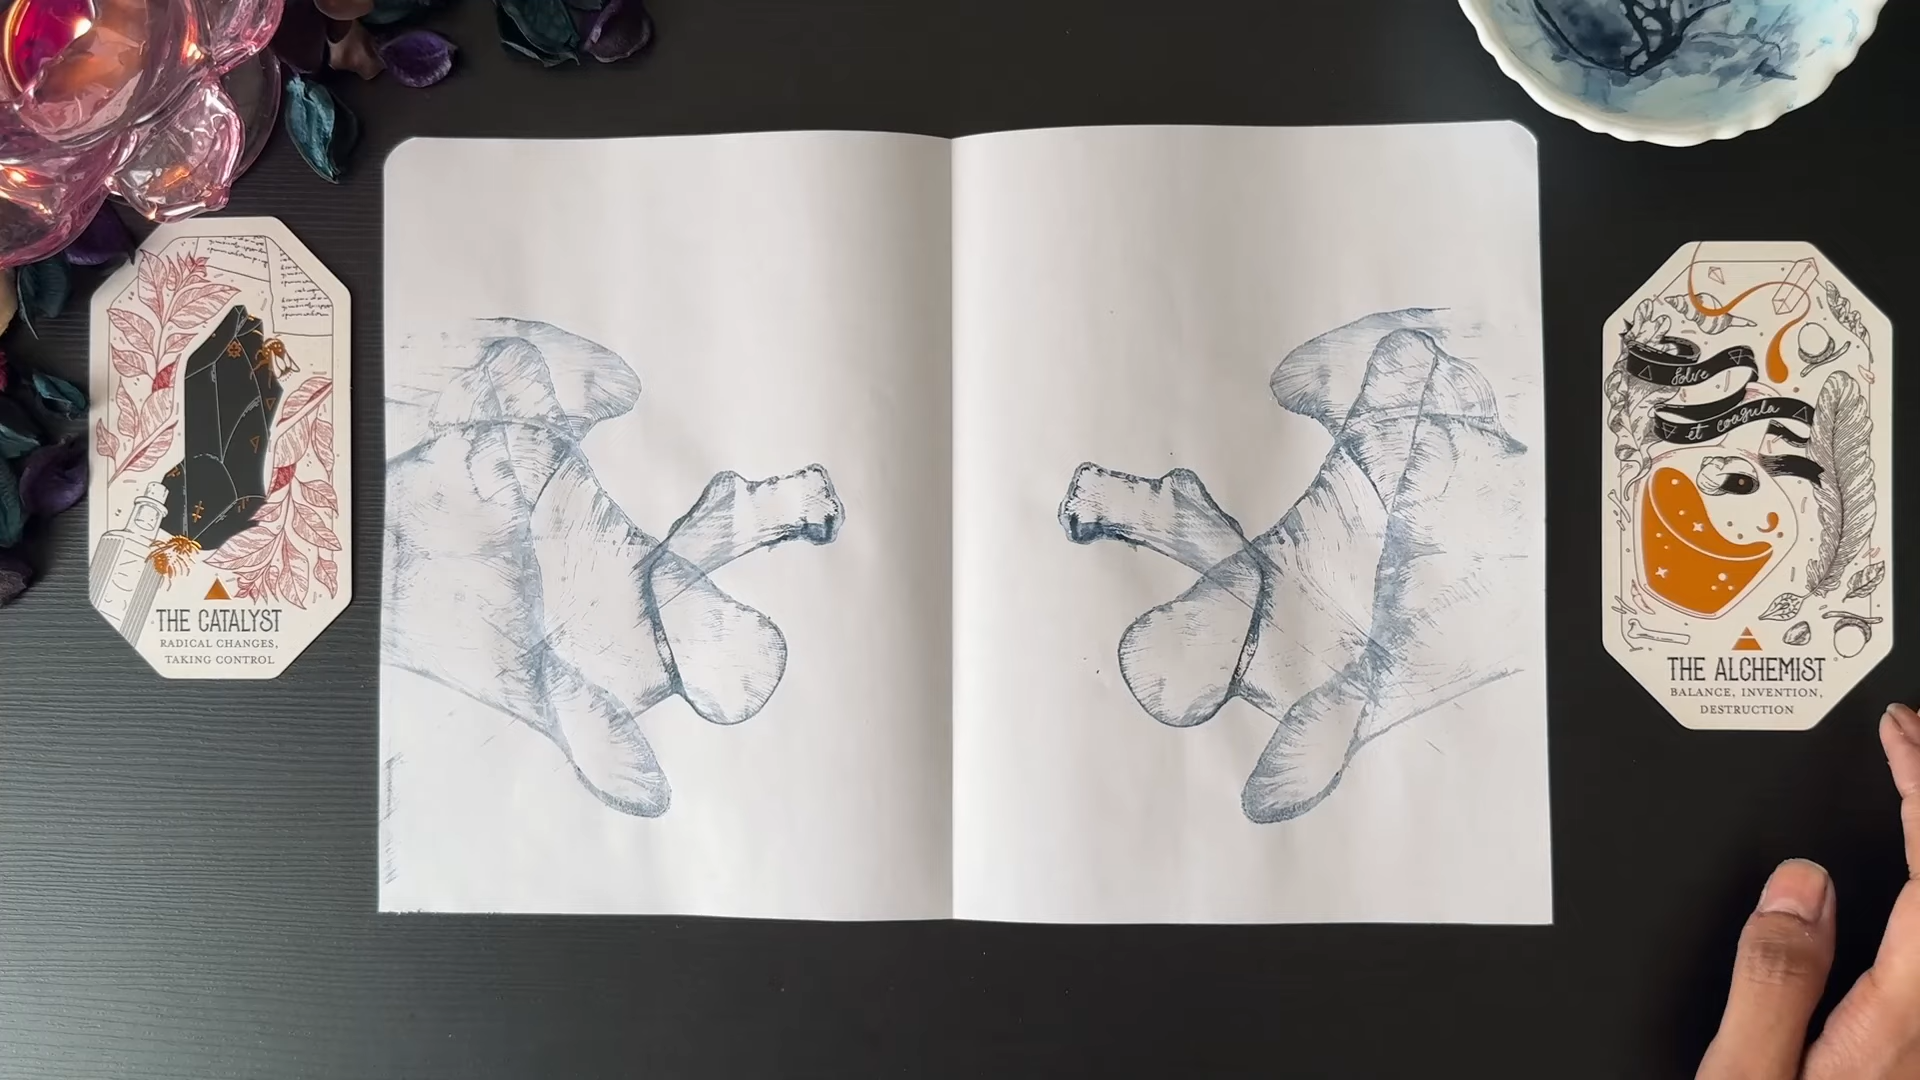 THE CATALYST
RADICAL CHANGES,
TAKING CONTROL
Solve
et coagula
THE ALCHEMIST
BALANCE, INVENTION,
DESTRUCTION